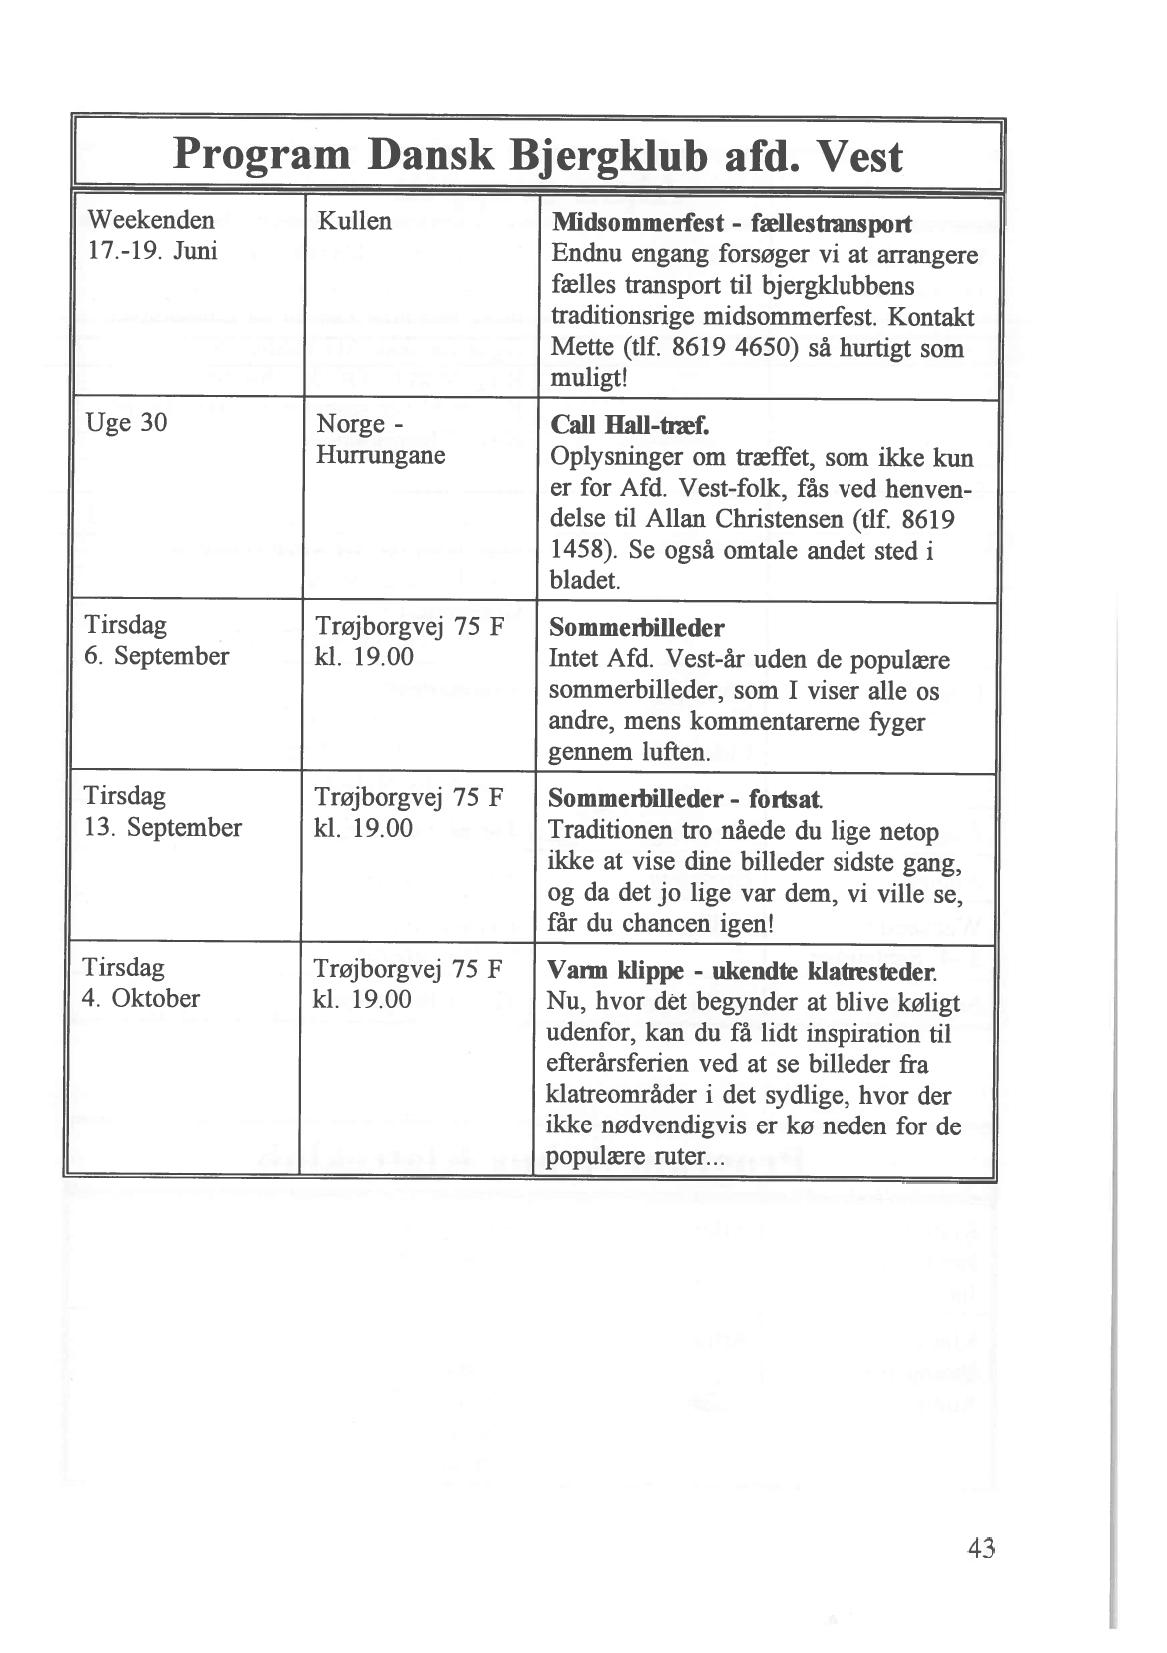 Program Dansk Bjergklub afd. Vest
Weekenden
17.-19. Juni
Kullen
Midsommerfest - fællestransport
Endnu engang forsøger vi at arrangere
fælles transport til bjergklubbens
traditionsrige midsommerfest. Kontakt
Mette (tlf. 8619 4650) så hurtigt som
muligt!
Uge 30
Norge -
Hurrungane
Call Hall-træf.
Oplysninger om træffet, som ikke kun
er for Afd. Vest-folk, fås ved henven-
delse til Allan Christensen (tlf. 8619
1458). Se også omtale andet sted i
bladet.
Tirsdag
6. September
Trøjborgvej 75 F
kl. 19.00
Sommerbilleder
Intet Afd. Vest-år uden de populære
sommerbilleder, som I viser alle os
andre, mens kommentarerne fyger
gennem luften.
Tirsdag
13. September
Trøjborgvej 75 F
kl. 19.00
Sommerbilleder - fortsat.
Traditionen tro nåede du lige netop
ikke at vise dine billeder sidste gang,
og da det jo lige var dem, vi ville se,
får du chancen igen!
Tirsdag
4. Oktober
Trøjborgvej 75 F
kl. 19.00
Varm klippe - ukendte klatresteder.
Nu, hvor det begynder at blive køligt
udenfor, kan du få lidt inspiration til
efterårsferien ved at se billeder fra
klatreområder i det sydlige, hvor der
ikke nødvendigvis er kø neden for de
populære ruter...
43